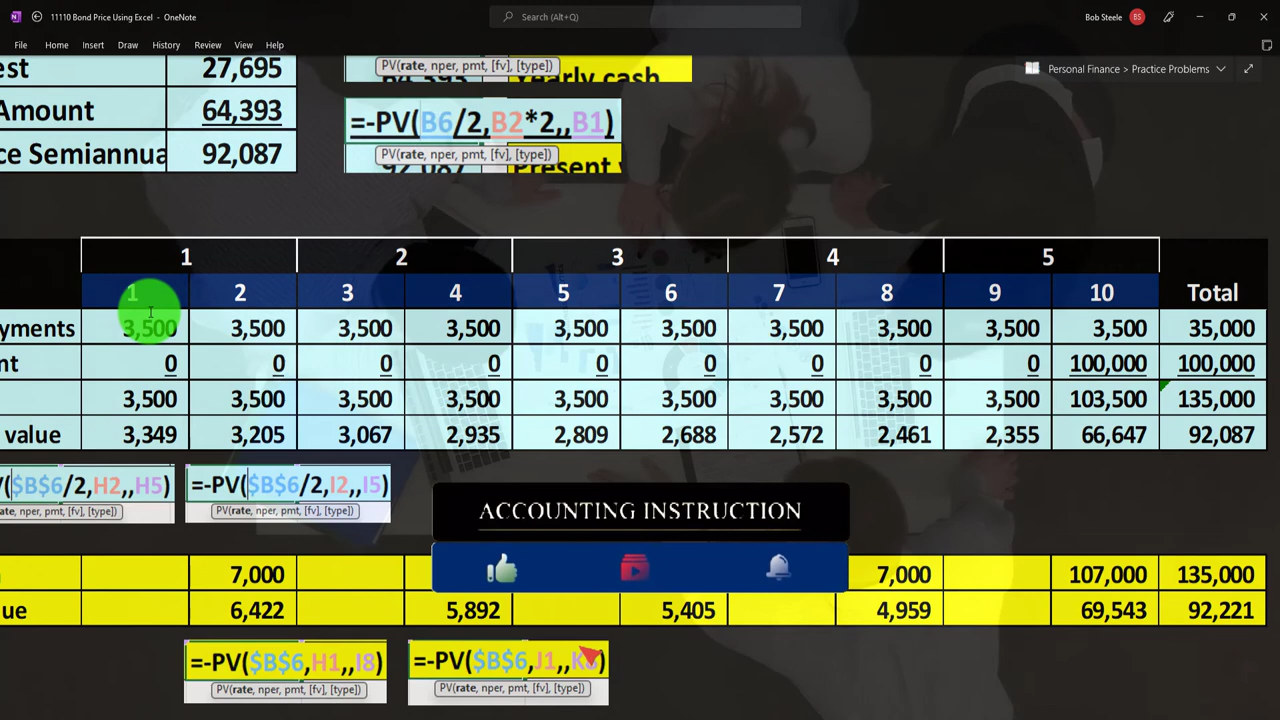 11110 Bond Price Using Excel - OneNote
Search (Alt+Q)
Bob Steele
BS
File Home Insert Draw History Review View Help
Personal Finance > Practice Problems
est 27,695
PV(rate, nper, pmt, [fv], [type])
64,393 Yearly cash
Amount 64,393
=-PV(B6/2,B2*2,,B1)
PV(rate, nper, pmt, [fv], [type])
ce Semiannua 92,087
92,087 Present v
1 2 3 4 5
1 2 3 4 5 6 7 8 9 10 Total
yments 3,500 3,500 3,500 3,500 3,500 3,500 3,500 3,500 3,500 3,500 35,000
nt 0 0 0 0 0 0 0 0 0 100,000 100,000
3,500 3,500 3,500 3,500 3,500 3,500 3,500 3,500 3,500 103,500 135,000
value 3,349 3,205 3,067 2,935 2,809 2,688 2,572 2,461 2,355 66,647 92,087
V($B$6/2,H2,,H5) =-PV($B$6/2,I2,,I5)
ate, nper, pmt, [fv], [type]) PV(rate, nper, pmt, [fv], [type])
ACCOUNTING INSTRUCTION
7,000 7,000 107,000 135,000
ue 6,422 5,892 5,405 4,959 69,543 92,221
=-PV($B$6,H1,,I8) =-PV($B$6,J1,,K
PV(rate, nper, pmt, [fv], [type]) PV(rate, nper, pmt, [fv], [type])